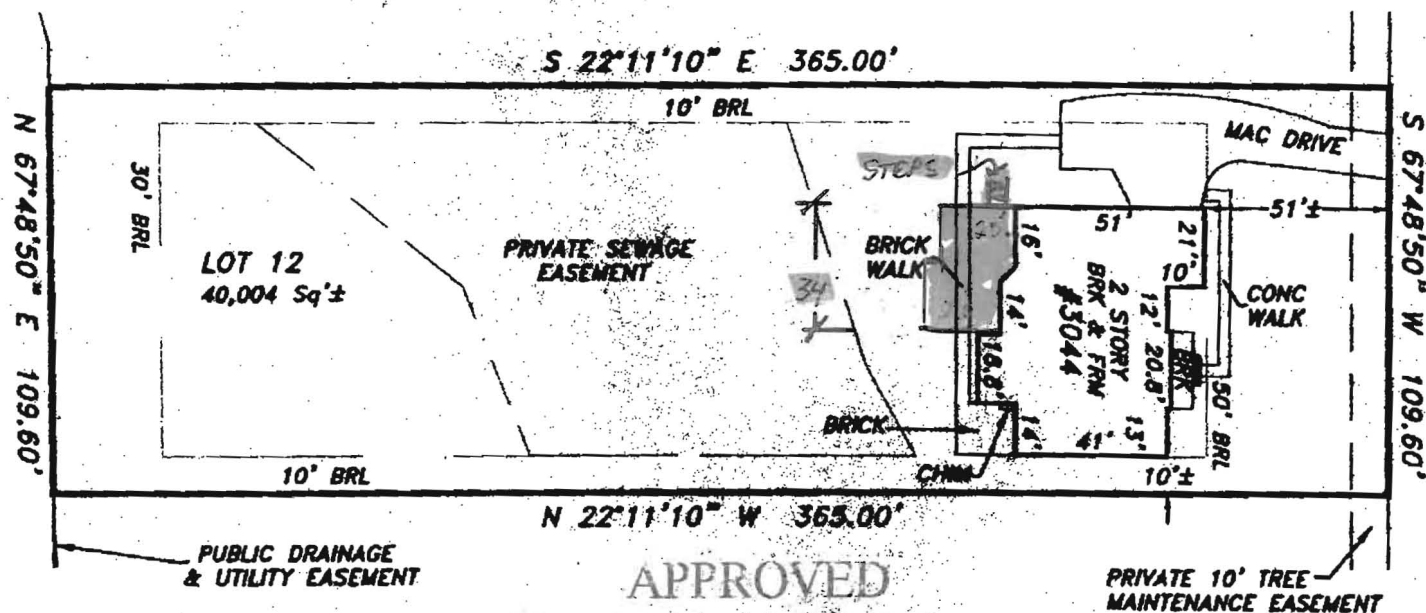 S 22°11'10" E 365.00'
10' BRL
N 67°48'50" E 109.60'
30' BRL
LOT 12
40,004 Sq'±
PRIVATE SEWAGE
EASEMENT
34
STEPS
25'
BRICK
WALK
MAC DRIVE
51'
51'±
16'
14'
18.8'
14'
2 STORY
BRK & FRM
#3044
21'
10'
12'
20.8'
13'
41'
BRK
CONC
WALK
50' BRL
S 67°48'50" W 109.60'
BRICK
CHIM
10'±
10' BRL
N 22°11'10" W 365.00'
PUBLIC DRAINAGE
& UTILITY EASEMENT
APPROVED
PRIVATE 10' TREE
MAINTENANCE EASEMENT